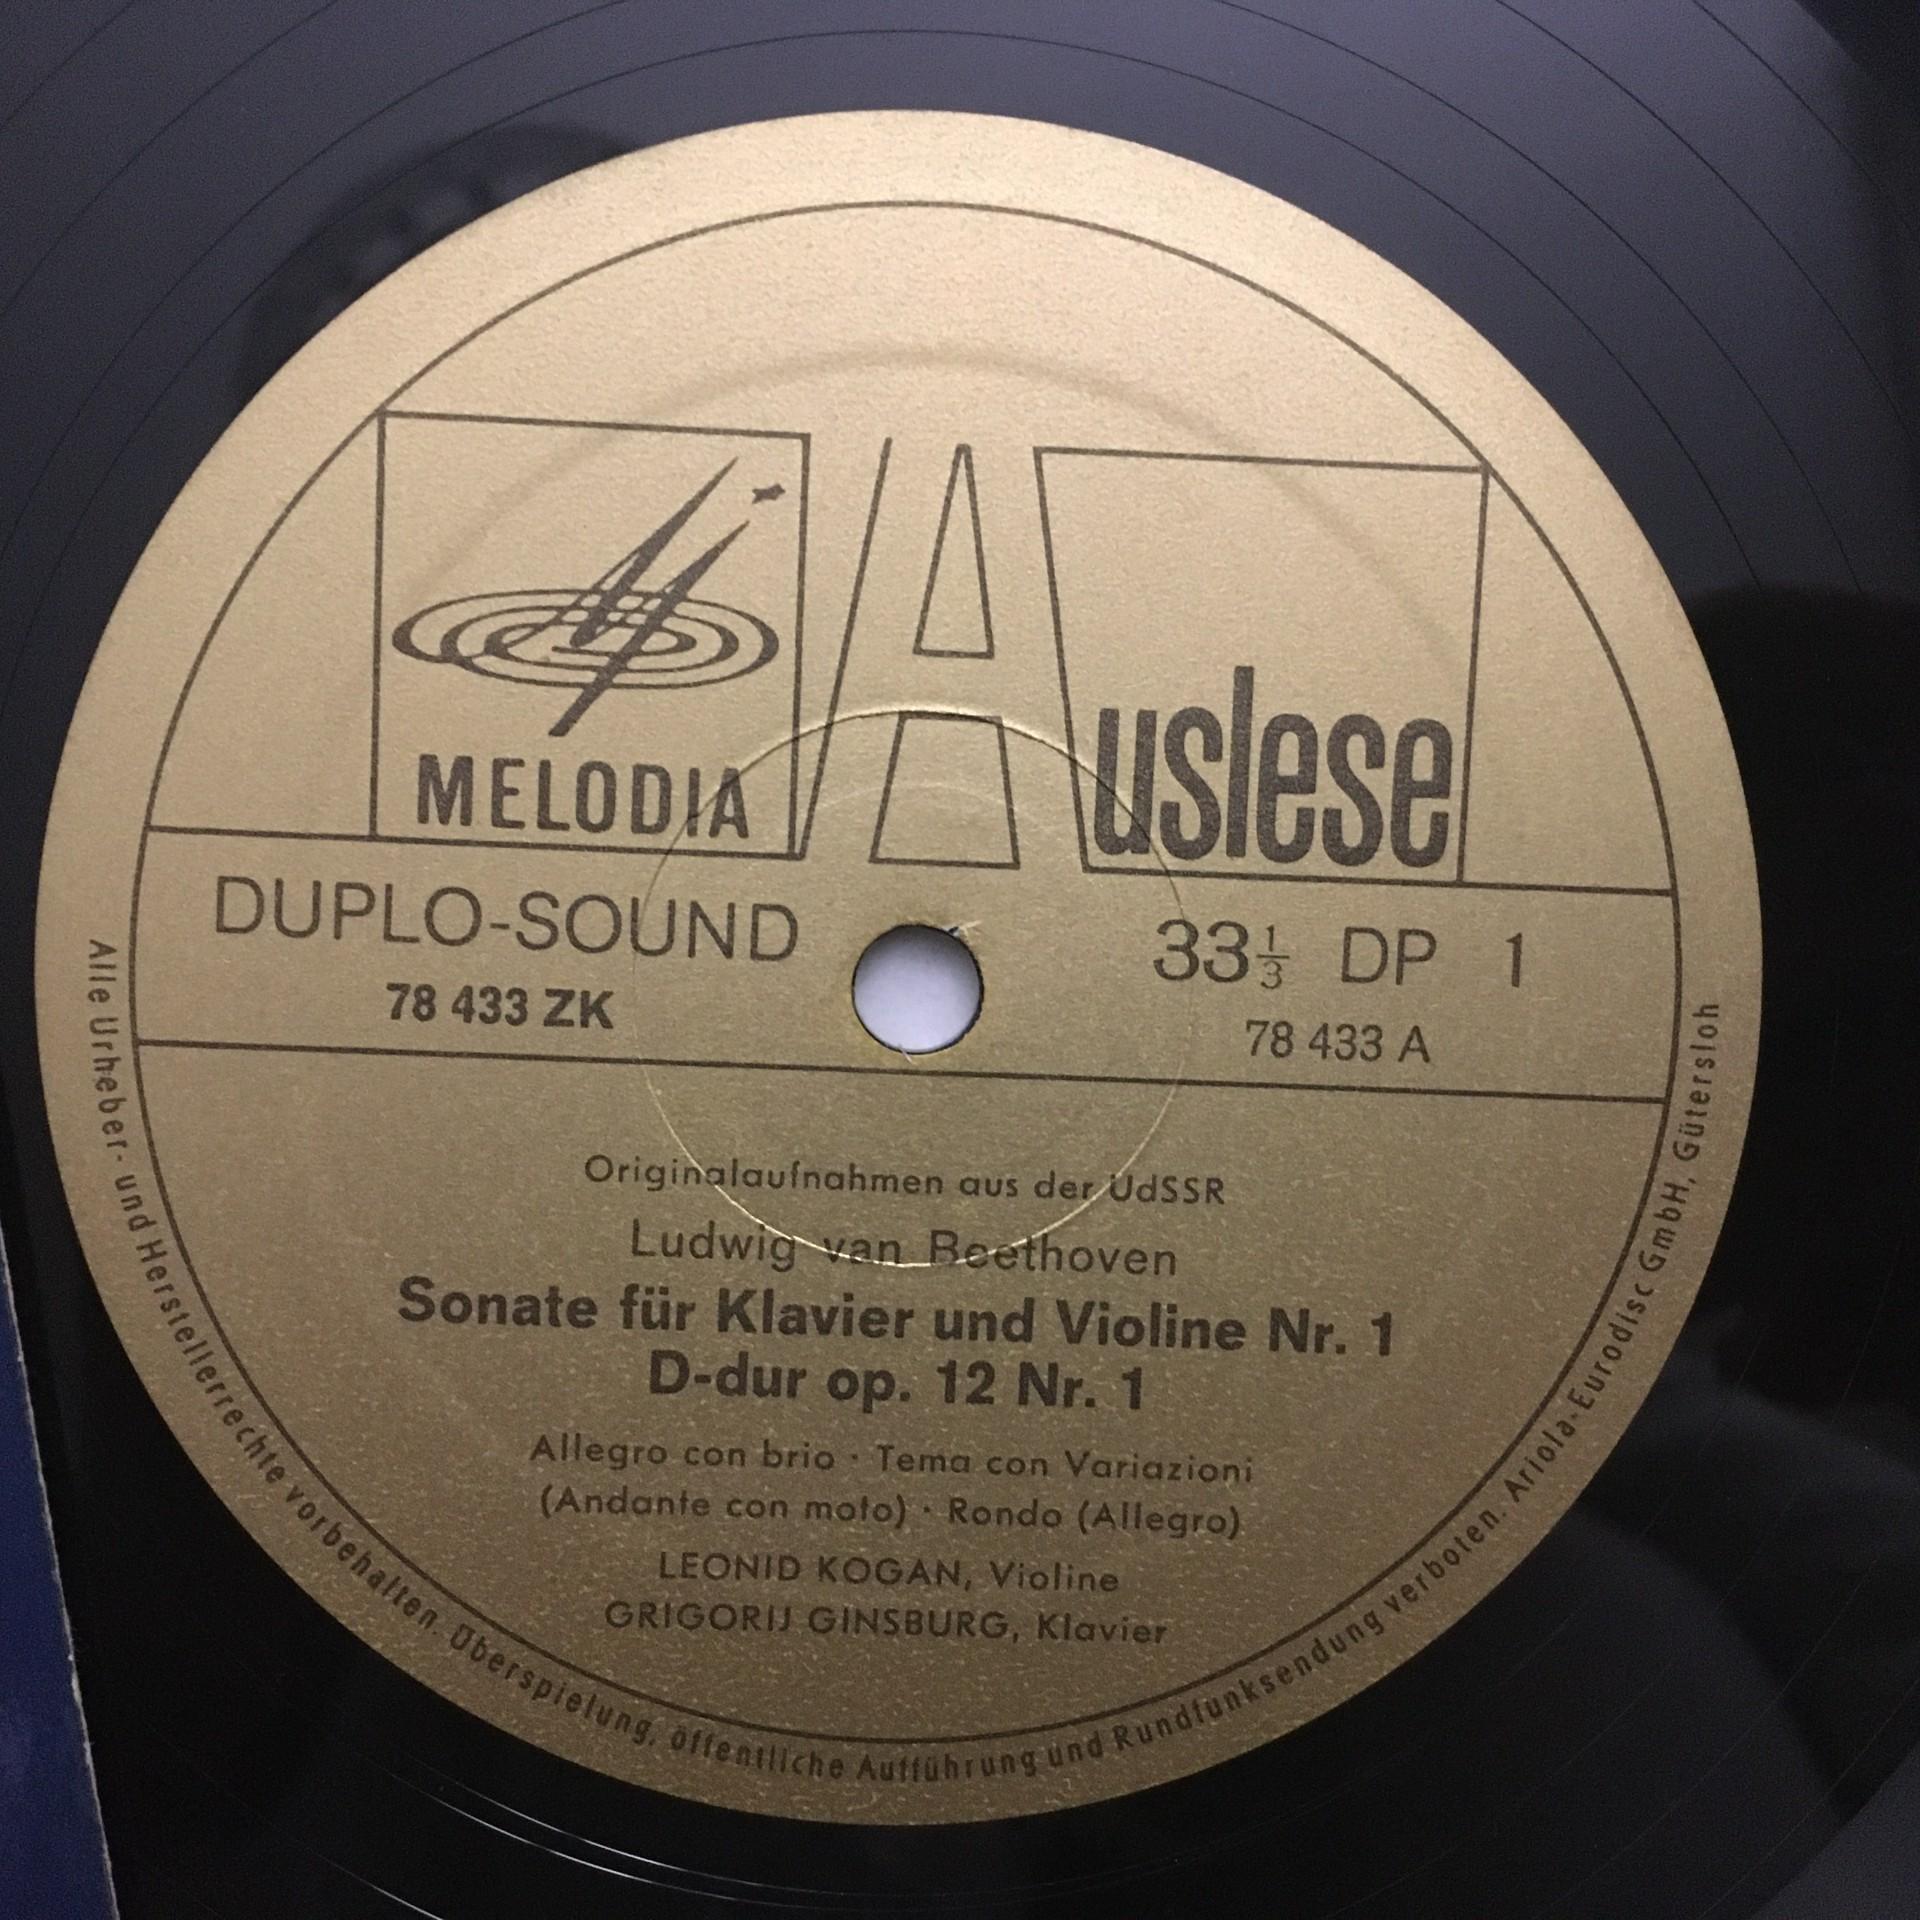 MELODIA
Auslese
DUPLO-SOUND
78 433 ZK
33 1/3 DP 1
78 433 A
Originalaufnahmen aus der UdSSR
Ludwig van Beethoven
Sonate für Klavier und Violine Nr. 1
D-dur op. 12 Nr. 1
Allegro con brio · Tema con Variazioni
(Andante con moto) · Rondo (Allegro)
LEONID KOGAN, Violine
GRIGORIJ GINSBURG, Klavier
Alle Urheber- und Herstellerrechte vorbehalten. Überspielung, öffentliche Aufführung und Rundfunksendung verboten. Ariola-Eurodisc GmbH, Gütersloh